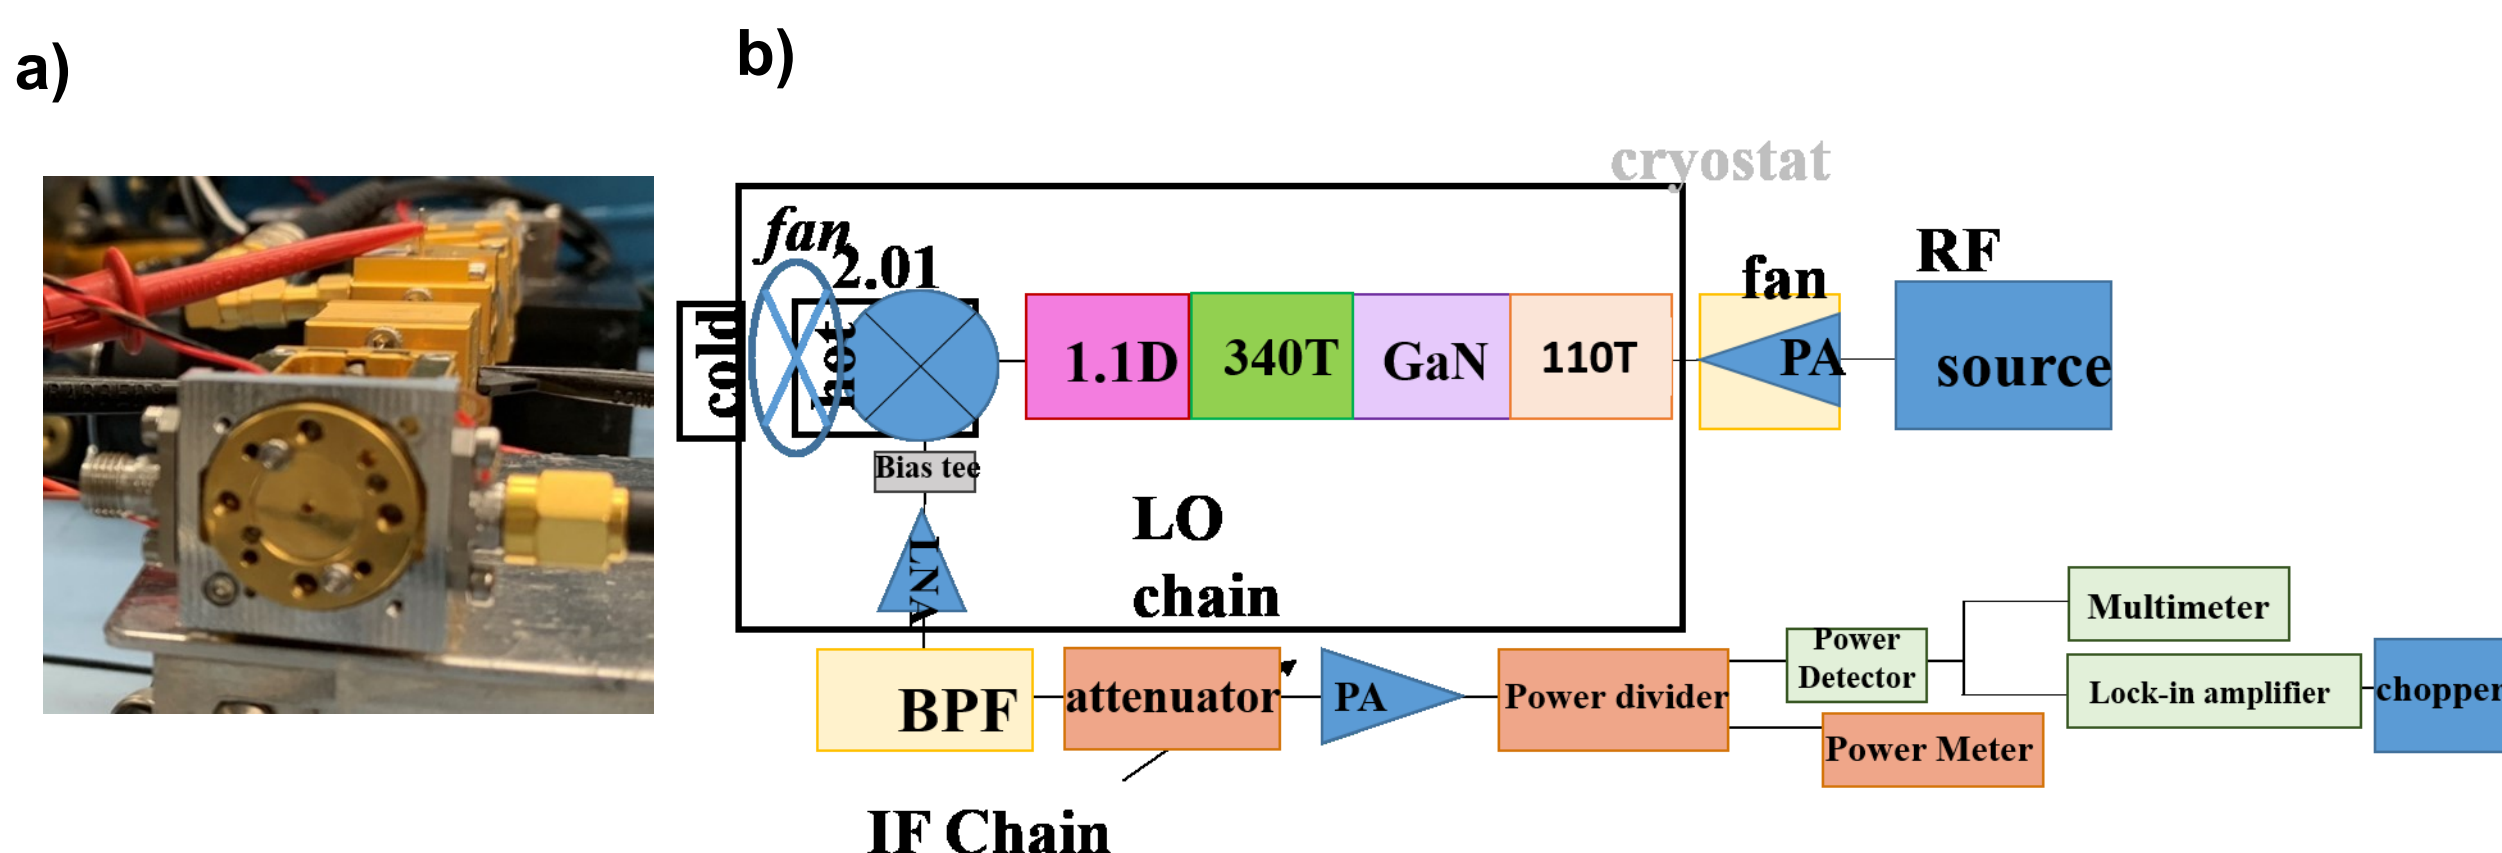 a)
b)
cryostat
fan
2.01
RF
fan
cold
hot
1.1D
340T
GaN
110T
PA
source
Bias tee
LNA
LO
chain
Multimeter
Power
Detector
Lock-in amplifier
chopper
BPF
attenuator
PA
Power divider
Power Meter
IF Chain